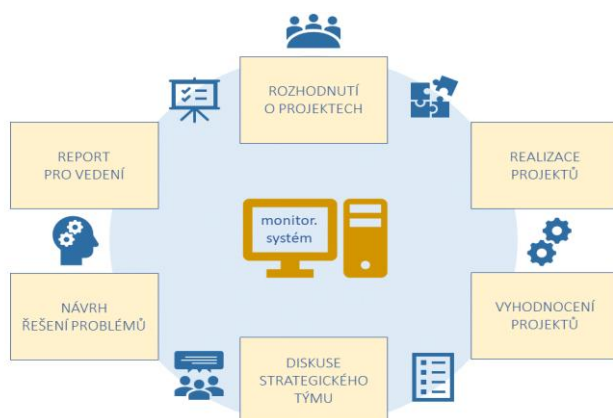 ROZHODNUTÍ
O PROJEKTECH
REALIZACE
PROJEKTŮ
VYHODNOCENÍ
PROJEKTŮ
DISKUSE
STRATEGICKÉHO
TÝMU
NÁVRH
ŘEŠENÍ PROBLÉMŮ
REPORT
PRO VEDENÍ
monitor.
systém